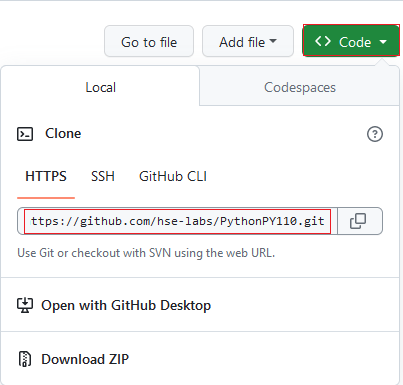 Go to file Add file <> Code
Local Codespaces
Clone
HTTPS SSH GitHub CLI
ttps://github.com/hse-labs/PythonPY110.git
Use Git or checkout with SVN using the web URL.
Open with GitHub Desktop
Download ZIP